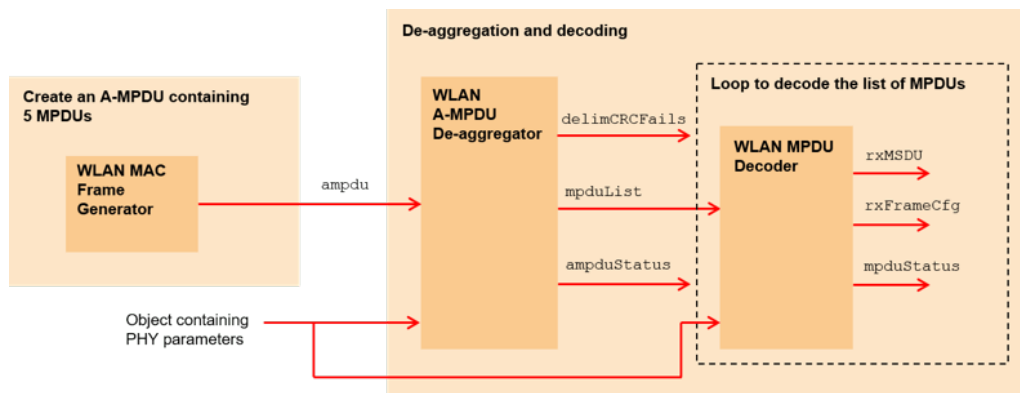 De-aggregation and decoding
Create an A-MPDU containing
5 MPDUs
WLAN MAC
Frame
Generator
ampdu
WLAN
A-MPDU
De-aggregator
delimCRCFails
mpduList
ampduStatus
Loop to decode the list of MPDUs
WLAN MPDU
Decoder
rxMSDU
rxFrameCfg
mpduStatus
Object containing
PHY parameters